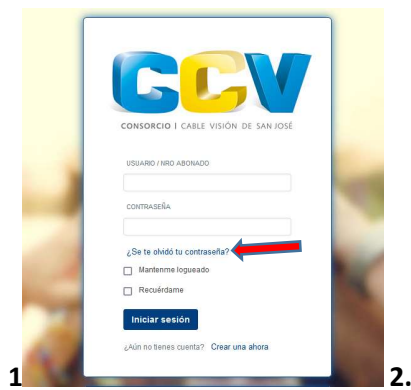 CCV
CONSORCIO | CABLE VISIÓN DE SAN JOSÉ
USUARIO / NRO ABONADO
CONTRASEÑA
¿Se te olvidó tu contraseña?
Mantenme logueado
Recuérdame
Iniciar sesión
¿Aún no tienes cuenta? Crear una ahora
1 2.